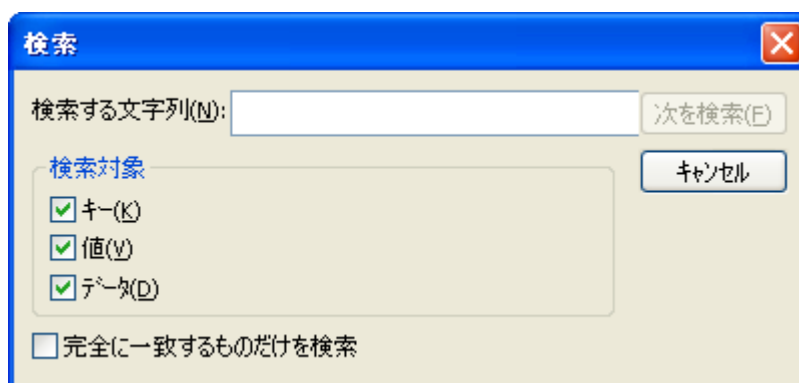 検索
検索する文字列(N):
次を検索(F)
検索対象
キャンセル
キー(K)
値(V)
データ(D)
完全に一致するものだけを検索